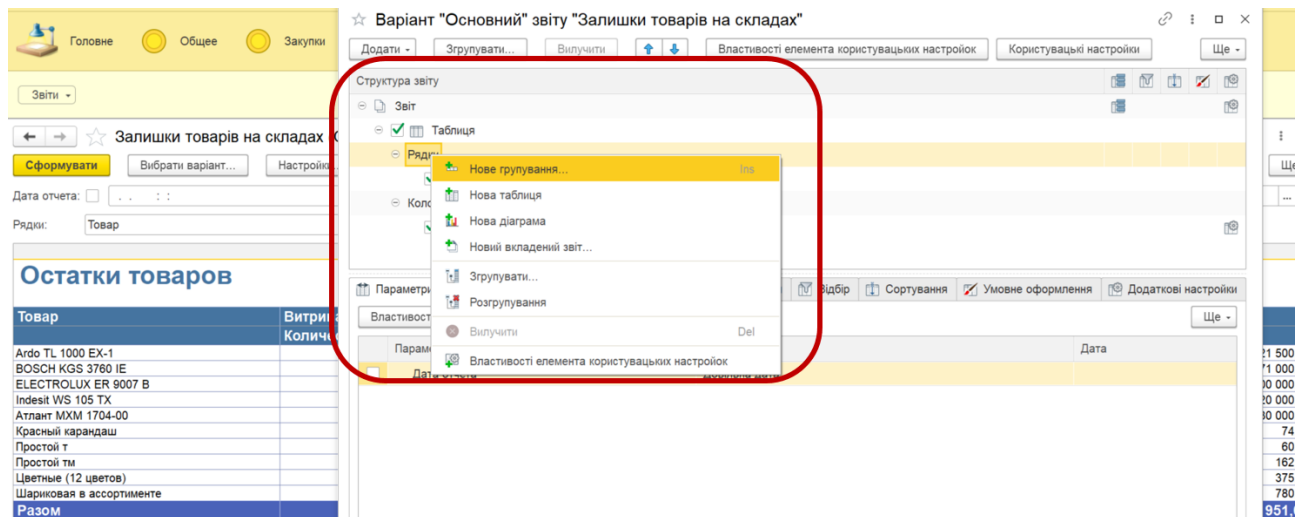 Варіант "Основний" звіту "Залишки товарів на складах"
Головне Общее Закупки
Додати Згрупувати... Вилучити Властивості елемента користувацьких настройок Користувацькі настройки Ще
Звіти
Структура звіту
Звіт
Таблиця
Рядки
Залишки товарів на складах
Сформувати Вибрати варіант... Настройки
Нове групування... Ins
Нова таблиця
Нова діаграма
Новий вкладений звіт...
Згрупувати...
Розгрупування
Вилучити Del
Властивості елемента користувацьких настройок
Дата отчета: . . : :
Рядки: Товар
Остатки товаров
Відбір Сортування Умовне оформлення Додаткові настройки
Ще
Дата
Товар
Ardo TL 1000 EX-1
BOSCH KGS 3760 IE
ELECTROLUX ER 9007 B
Indesit WS 105 TX
Атлант МХМ 1704-00
Красный карандаш 74
Простой т 60
Простой тм 162
Цветные (12 цветов) 375
Шариковая в ассортименте 780
Разом